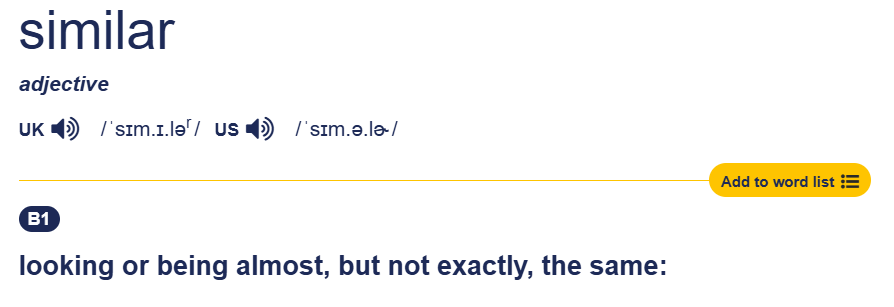 similar
adjective
UK /ˈsɪm.ɪ.ləʳ/ US /ˈsɪm.ə.lɚ/
Add to word list
B1
looking or being almost, but not exactly, the same: